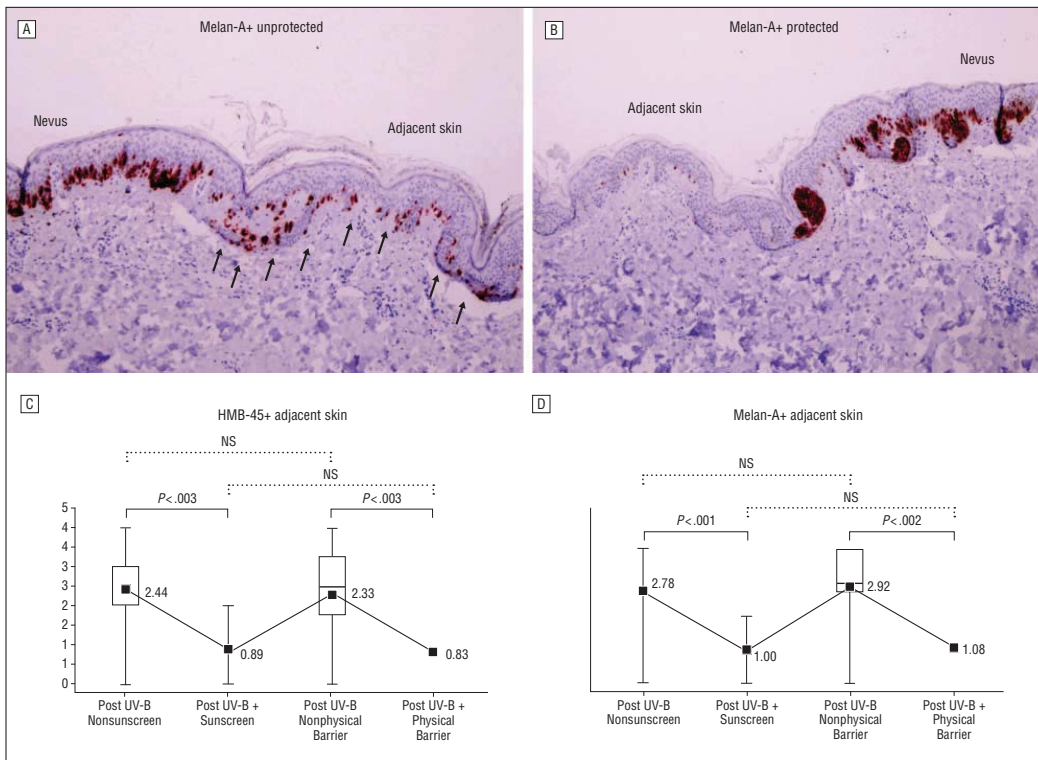 A
Melan-A+ unprotected
Nevus
Adjacent skin
B
Melan-A+ protected
Nevus
Adjacent skin
C
HMB-45+ adjacent skin
NS
NS
P<.003
P<.003
5
4
4
3
3
2
2
1
1
0
2.44
0.89
2.33
0.83
Post UV-B
Nonsunscreen
Post UV-B +
Sunscreen
Post UV-B
Nonphysical
Barrier
Post UV-B +
Physical
Barrier
D
Melan-A+ adjacent skin
NS
NS
P<.001
P<.002
2.78
1.00
2.92
1.08
Post UV-B
Nonsunscreen
Post UV-B +
Sunscreen
Post UV-B
Nonphysical
Barrier
Post UV-B +
Physical
Barrier